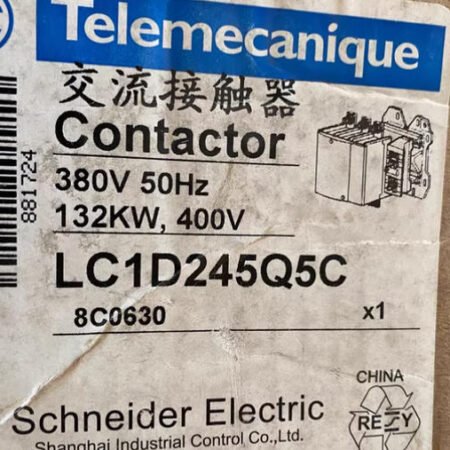 Telemecanique
交流接触器
Contactor
380V 50Hz
132KW, 400V
LC1D245Q5C
8C0630 x1
881724
CHINA
RESY
Schneider Electric
Shanghai Industrial Control Co.,Ltd.